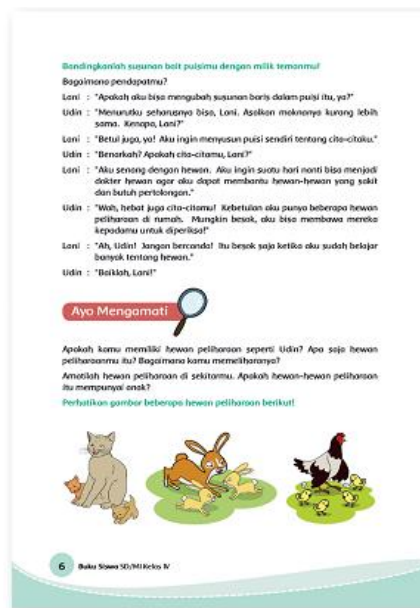 Bandingkanlah susunan bait puisimu dengan milik temanmu!
Bagaimana pendapatmu?
Lani : "Apakah aku bisa mengubah susunan baris dalam puisi itu, ya?"
Udin : "Menurutku seharusnya bisa, Lani. Asalkan maknanya kurang lebih
sama. Kenapa, Lani?"
Lani : "Betul juga, ya! Aku ingin menyusun puisi sendiri tentang cita-citaku."
Udin : "Benarkah? Apakah cita-citamu, Lani?"
Lani : "Aku senang dengan hewan. Aku ingin suatu hari nanti bisa menjadi
dokter hewan agar aku dapat membantu hewan-hewan yang sakit
dan butuh pertolongan."
Udin : "Wah, hebat juga cita-citamu! Kebetulan aku punya beberapa hewan
peliharaan di rumah. Mungkin besok, aku bisa membawa mereka
kepadamu untuk diperiksa!"
Lani : "Ah, Udin! Jangan bercanda! Itu besok saja ketika aku sudah belajar
banyak tentang hewan."
Udin : "Baiklah, Lani!"
Ayo Mengamati
Apakah kamu memiliki hewan peliharaan seperti Udin? Apa saja hewan
peliharaanmu itu? Bagaimana kamu memeliharanya?
Amatilah hewan peliharaan di sekitarmu. Apakah hewan-hewan peliharaan
itu mempunyai anak?
Perhatikan gambar beberapa hewan peliharaan berikut!
6 Buku Siswa SD/MI Kelas IV